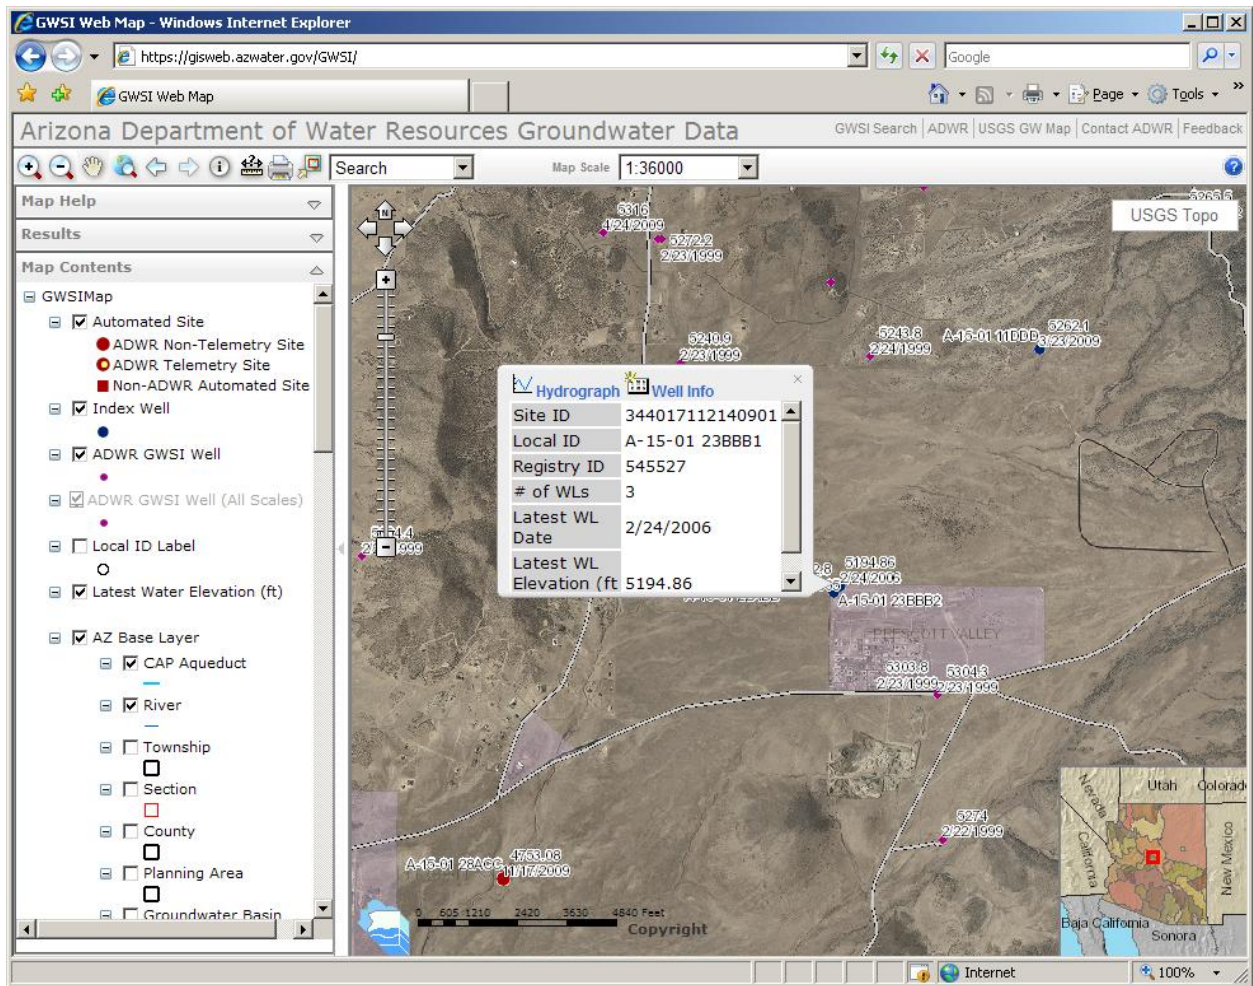 GWSI Web Map - Windows Internet Explorer
https://gisweb.azwater.gov/GWSI/
Google
GWSI Web Map
Page
Tools
»
Arizona Department of Water Resources Groundwater Data
GWSI Search | ADWR | USGS GW Map | Contact ADWR | Feedback
Search
Map Scale
1:36000
Map Help
Results
Map Contents
GWSIMap
Automated Site
ADWR Non-Telemetry Site
ADWR Telemetry Site
Non-ADWR Automated Site
Index Well
ADWR GWSI Well
ADWR GWSI Well (All Scales)
Local ID Label
Latest Water Elevation (ft)
AZ Base Layer
CAP Aqueduct
River
Township
Section
County
Planning Area
Groundwater Basin
N
USGS Topo
5316
4/24/2009
5272.2
2/23/1999
5240.9
2/23/1999
5243.8
2/24/1999
A-15-01 11DDD
5262.1
3/23/2009
Hydrograph Well Info
Site ID 344017112140901
Local ID A-15-01 23BBB1
Registry ID 545527
# of WLs 3
Latest WL
Date 2/24/2006
Latest WL
Elevation (ft 5194.86
5194.86
2/24/2006
A-15-01 23BBB2
PRESCOTT VALLEY
5303.8
2/23/1999
5304.3
2/23/1999
5274
2/22/1999
A-15-01 28ACC
4753.08
11/17/2009
0 605 1210 2420 3630 4840 Feet
Copyright
Nevada
Utah
Colorad
California
New Mexico
Baja California
Sonora
Internet
100%